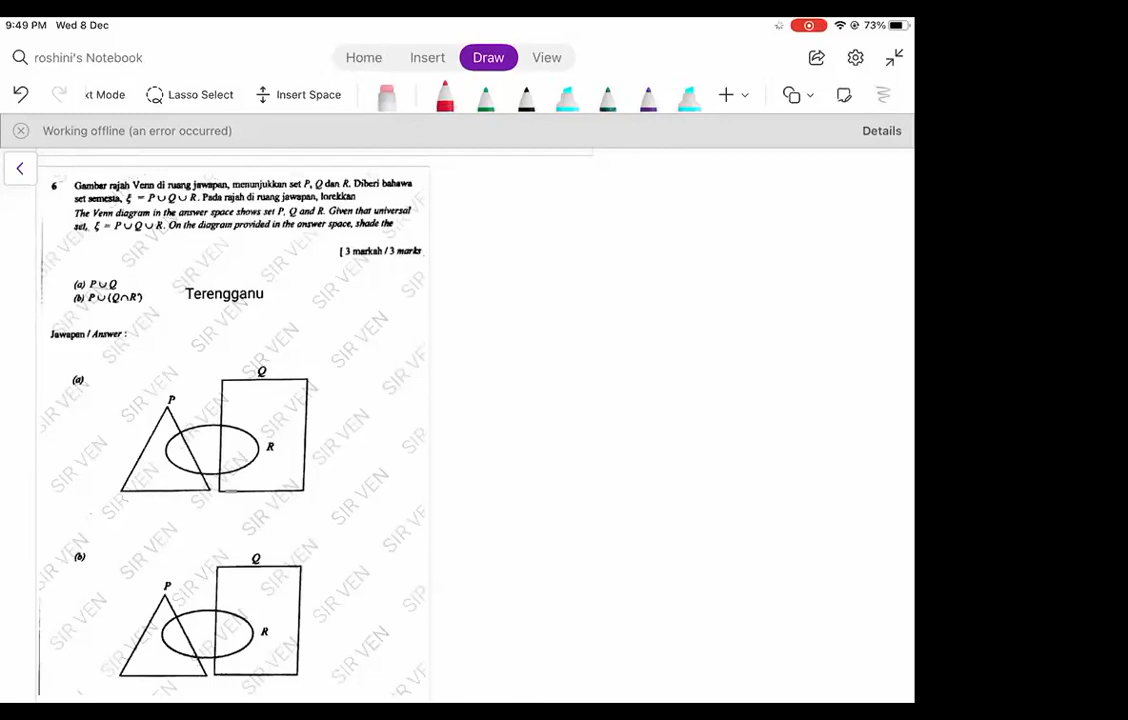 9:49 PM Wed 8 Dec
73%
roshini's Notebook
Home Insert Draw View
xt Mode Lasso Select Insert Space
Working offline (an error occurred) Details
6 Gambar rajah Venn di ruang jawapan, menunjukkan set P, Q dan R. Diberi bahawa
set semesta, ξ = P∪Q∪R. Pada rajah di ruang jawapan, lorekkan
The Venn diagram in the answer space shows set P, Q and R. Given that universal
set, ξ = P∪Q∪R. On the diagram provided in the answer space, shade the
[ 3 markah / 3 marks
(a) P∪Q
(b) P∪(Q∩R') Terengganu
Jawapan / Answer :
(a)
Q
P
R
(b)
Q
P
R
SIR VEN